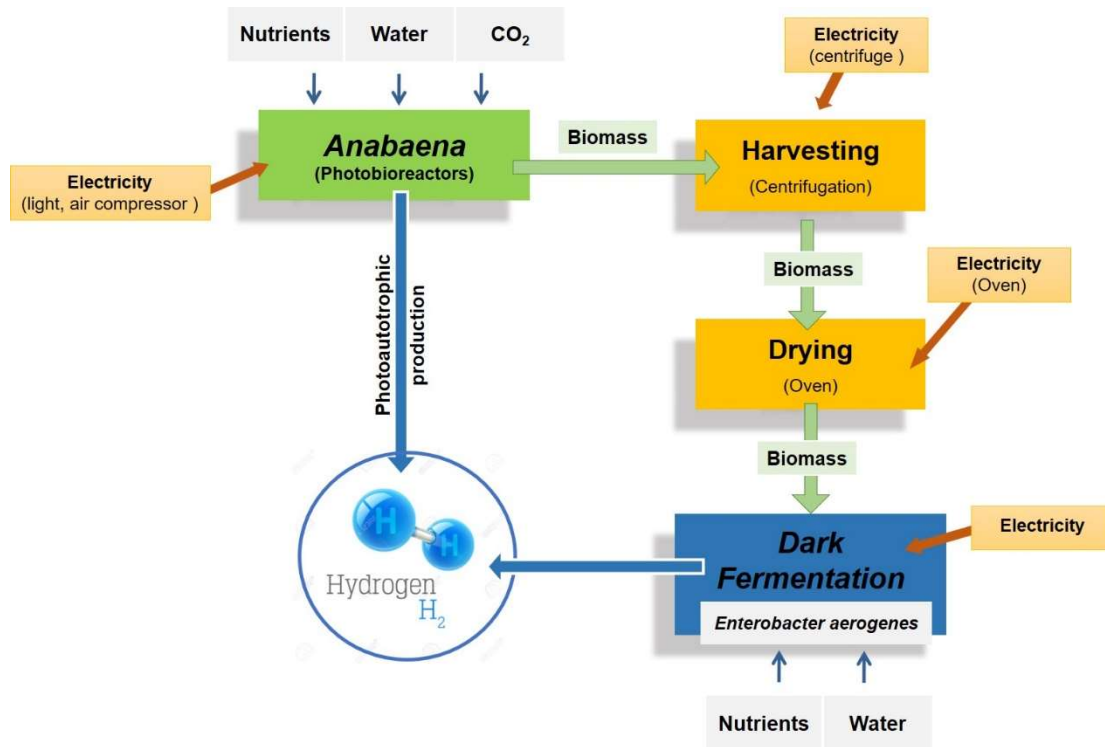 Nutrients
Water
CO₂
Electricity
(centrifuge )
Anabaena
(Photobioreactors)
Biomass
Harvesting
(Centrifugation)
Electricity
(light, air compressor )
Photoautotrophic
production
Biomass
Electricity
(Oven)
Drying
(Oven)
Biomass
H
H
Hydrogen
H₂
Dark
Fermentation
Enterobacter aerogenes
Electricity
Nutrients
Water